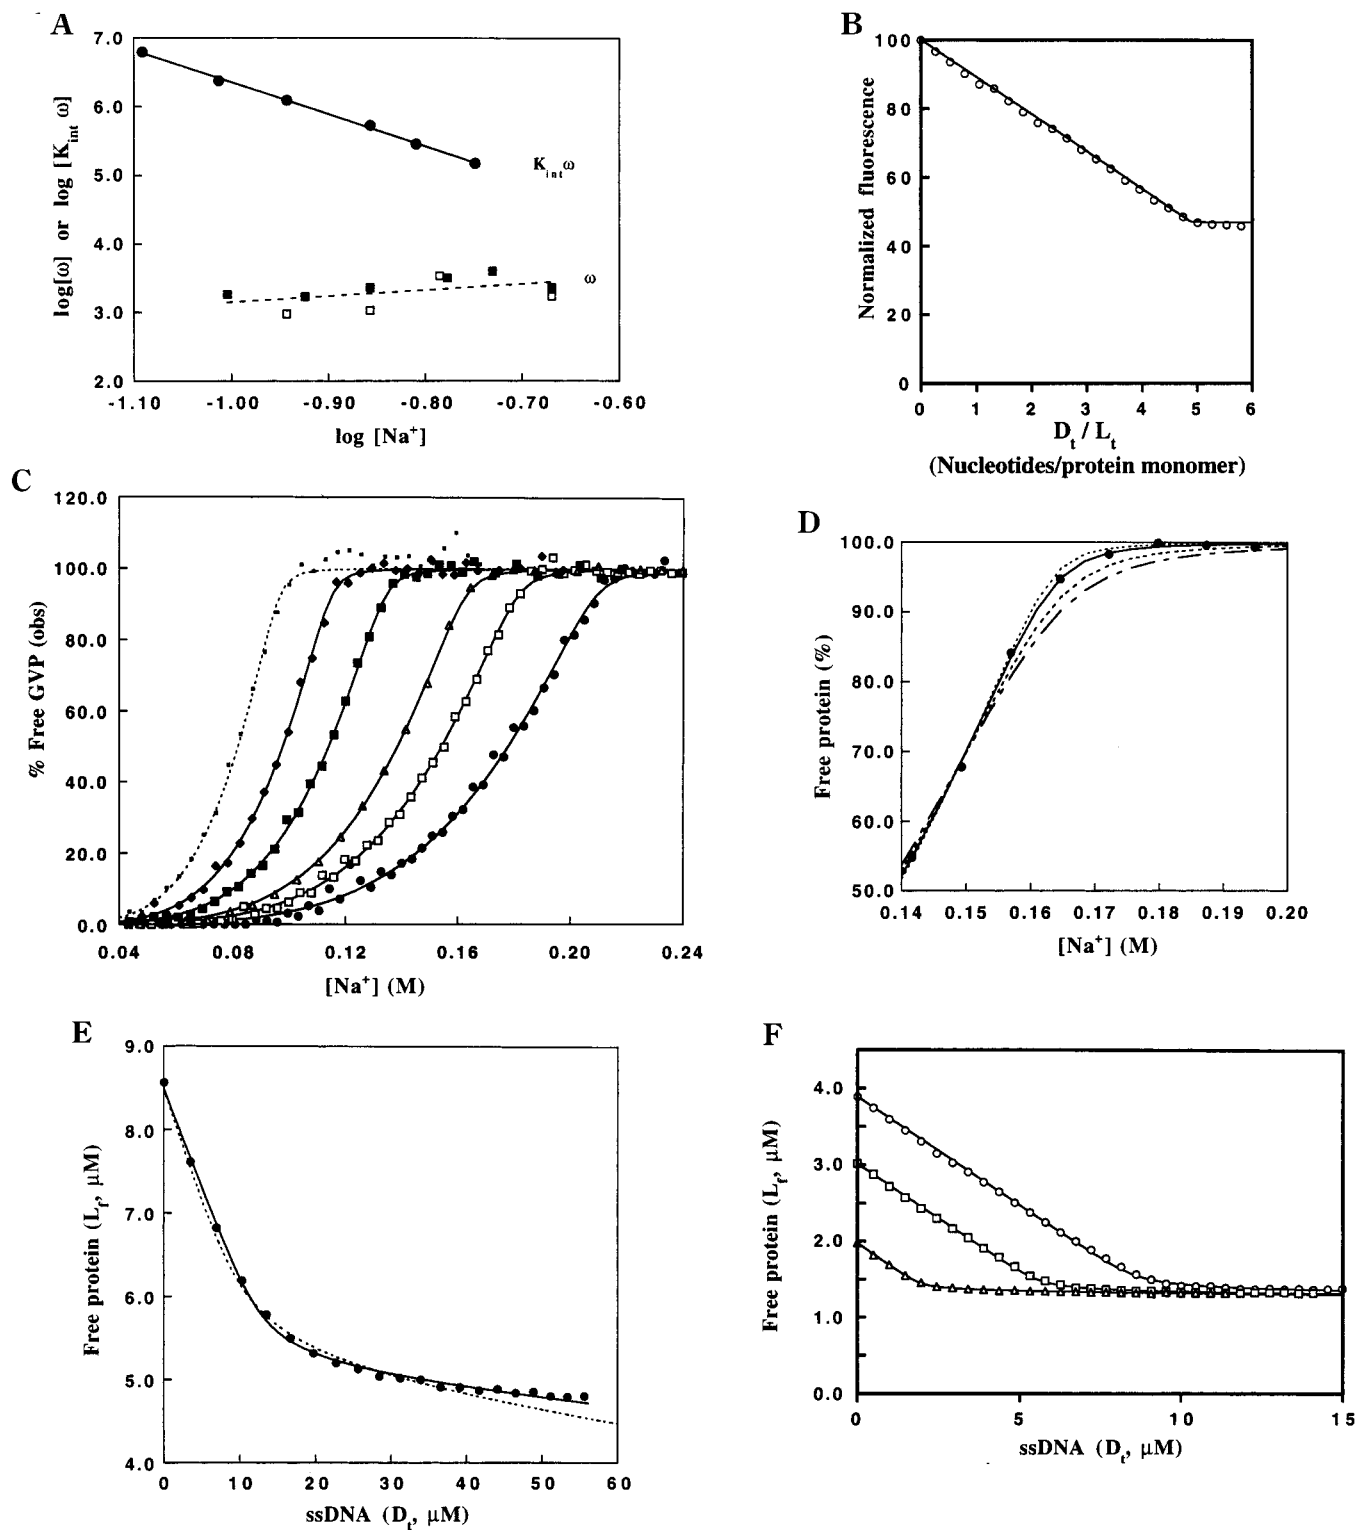 A
7.0
6.0
5.0
4.0
3.0
2.0
log[ω] or log [K_int ω]
K_int ω
ω
-1.10 -1.00 -0.90 -0.80 -0.70 -0.60
log [Na⁺]
B
100
80
60
40
20
0
Normalized fluorescence
0 1 2 3 4 5 6
D_t / L_t
(Nucleotides/protein monomer)
C
120.0
100.0
80.0
60.0
40.0
20.0
0.0
% Free GVP (obs)
0.04 0.08 0.12 0.16 0.20 0.24
[Na⁺] (M)
D
100.0
90.0
80.0
70.0
60.0
50.0
Free protein (%)
0.14 0.15 0.16 0.17 0.18 0.19 0.20
[Na⁺] (M)
E
9.0
8.0
7.0
6.0
5.0
4.0
Free protein (L_f, μM)
0 10 20 30 40 50 60
ssDNA (D_t, μM)
F
4.0
3.0
2.0
1.0
0.0
Free protein (L_f, μM)
0 5 10 15
ssDNA (D_t, μM)